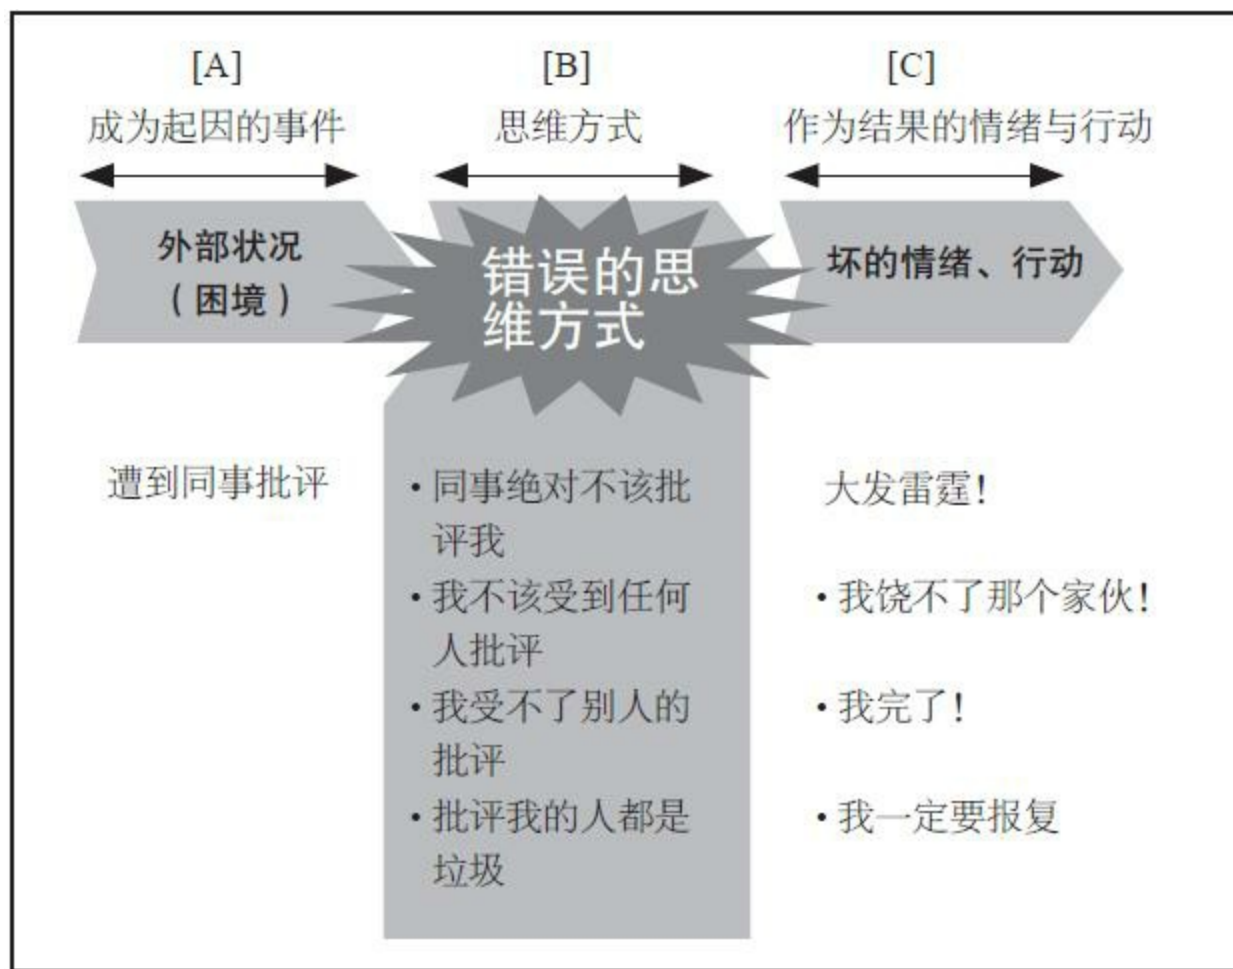 [A]
成为起因的事件
[B]
思维方式
[C]
作为结果的情绪与行动
外部状况
（困境）
错误的思
维方式
坏的情绪、行动
遭到同事批评
•同事绝对不该批
评我
•我不该受到任何
人批评
•我受不了别人的
批评
•批评我的人都是
垃圾
大发雷霆！
•我饶不了那个家伙！
•我完了！
•我一定要报复